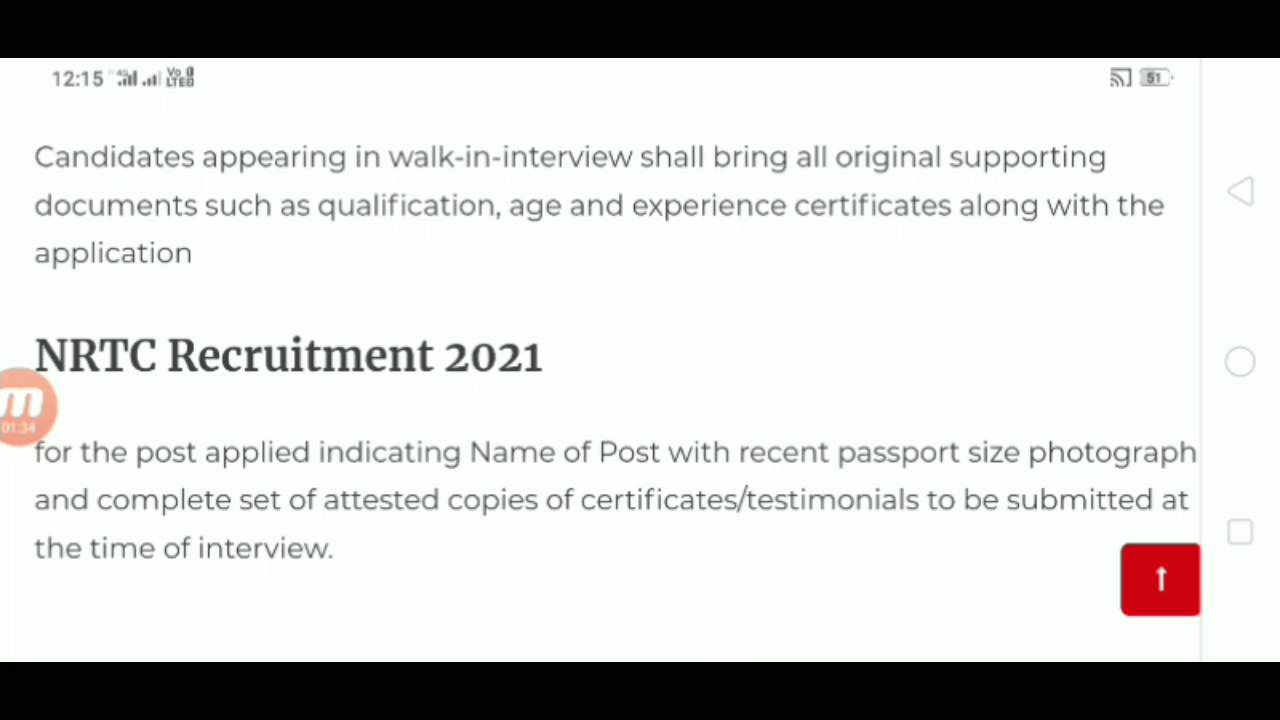 12:15
51
Candidates appearing in walk-in-interview shall bring all original supporting
documents such as qualification, age and experience certificates along with the
application
NRTC Recruitment 2021
m
01:34
for the post applied indicating Name of Post with recent passport size photograph
and complete set of attested copies of certificates/testimonials to be submitted at
the time of interview.